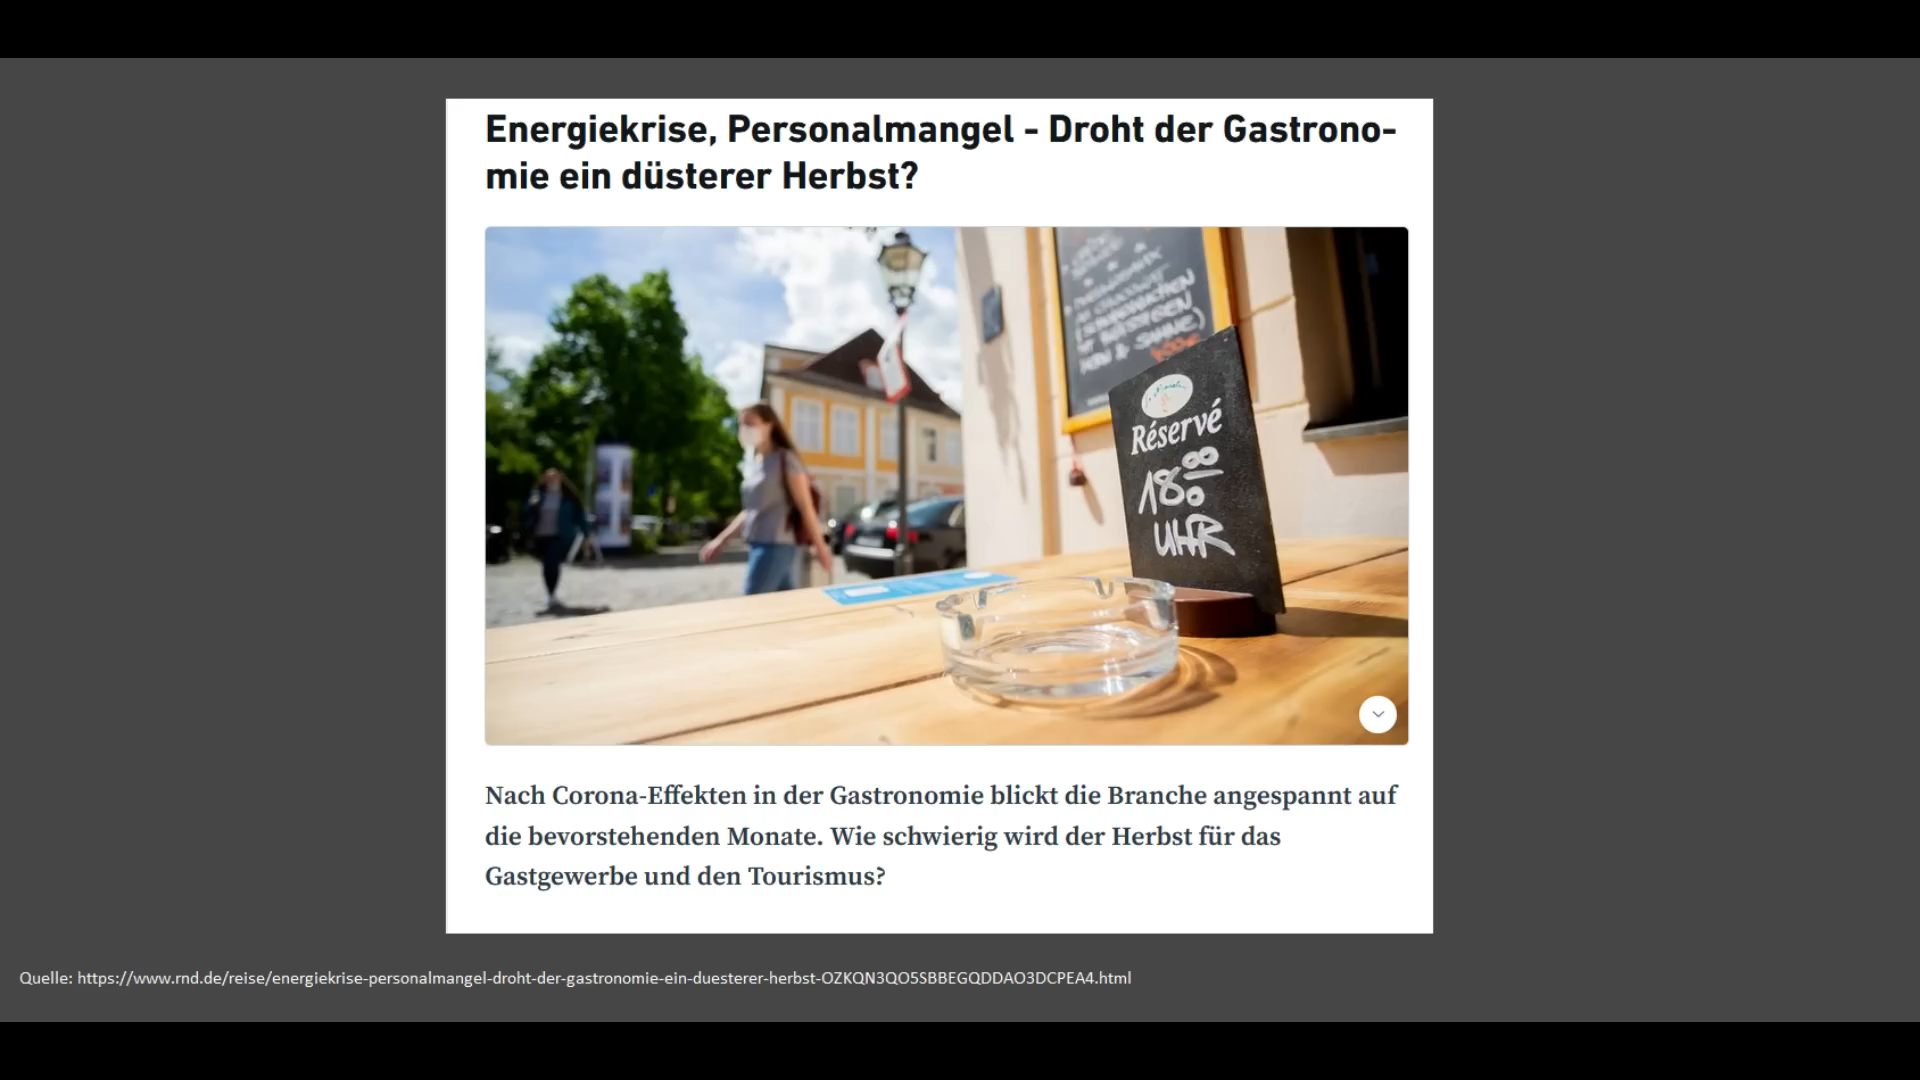 Energiekrise, Personalmangel - Droht der Gastrono-
mie ein düsterer Herbst?
Réservé
18:00
UHR
Nach Corona-Effekten in der Gastronomie blickt die Branche angespannt auf
die bevorstehenden Monate. Wie schwierig wird der Herbst für das
Gastgewerbe und den Tourismus?
Quelle: https://www.rnd.de/reise/energiekrise-personalmangel-droht-der-gastronomie-ein-duesterer-herbst-OZKQN3QO5SBBEGQDDAO3DCPEA4.html